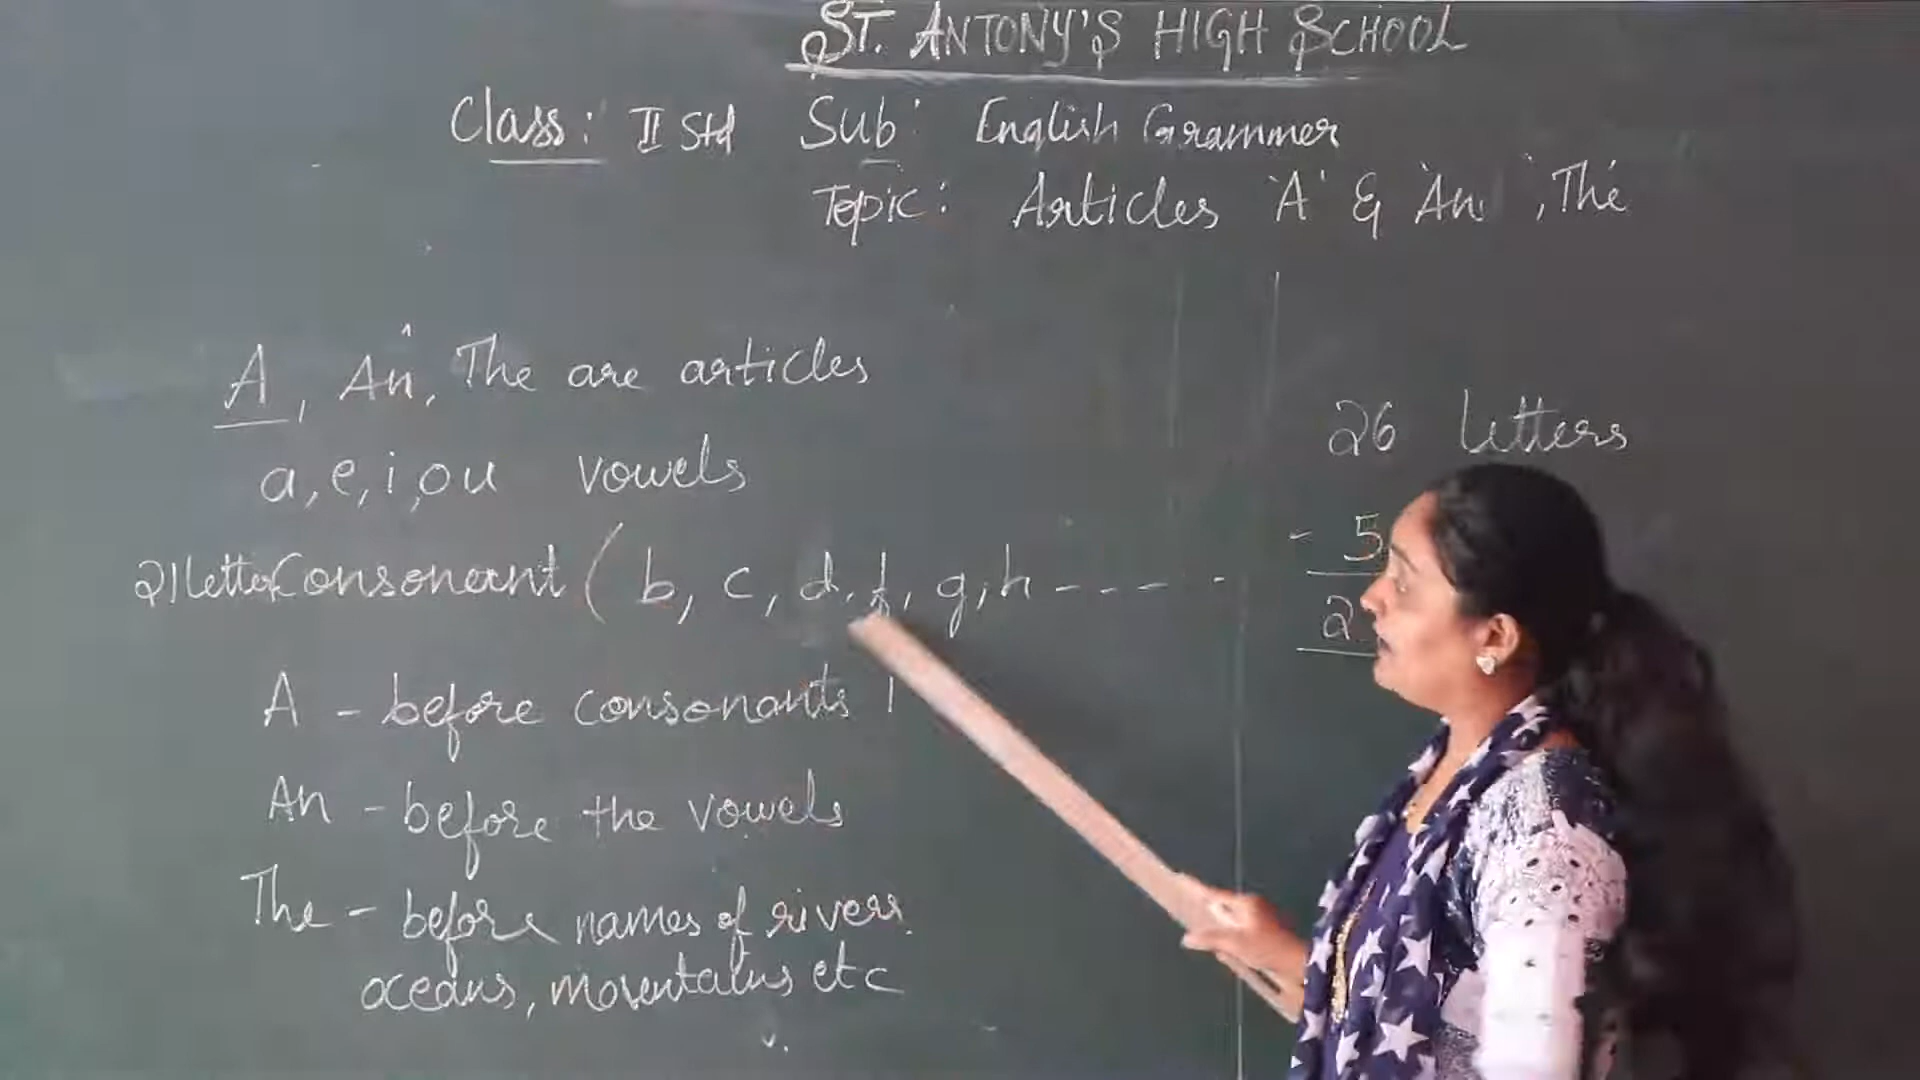 ST. ANTONY'S HIGH SCHOOL
Class: II Std Sub: English Grammer
Topic: Articles 'A' & 'An', The
A, An, The are articles
a, e, i, o u vowels
26 letters
- 5
2
21 letters Consonant ( b, c, d, f, g, h - - - -
A - before consonants
An - before the vowels
The - before names of rivers
oceans, mountains etc